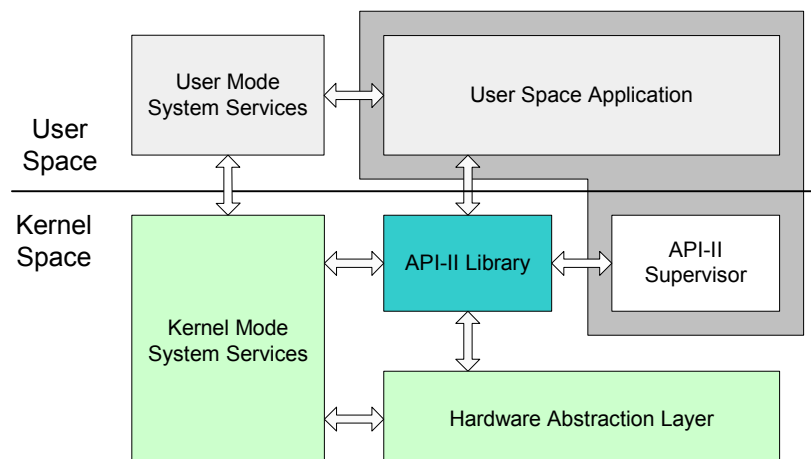 User Mode
System Services
User Space Application
User
Space
Kernel
Space
API-II Library
API-II
Supervisor
Kernel Mode
System Services
Hardware Abstraction Layer